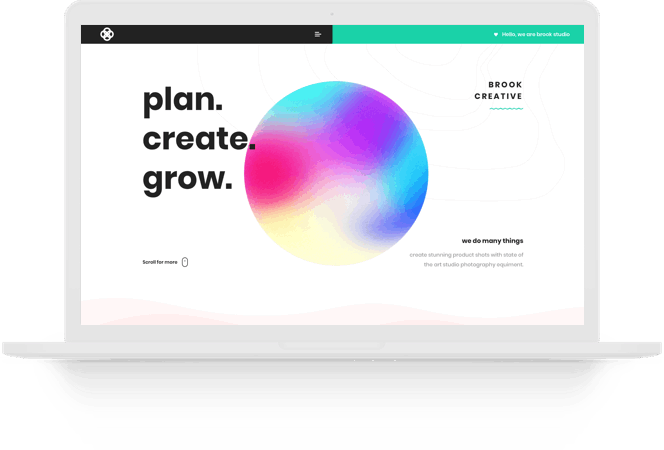 Hello, we are brook studio
plan.
create.
grow.
BROOK
CREATIVE
we do many things
create stunning product shots with state of
the art studio photography equiment.
Scroll for more